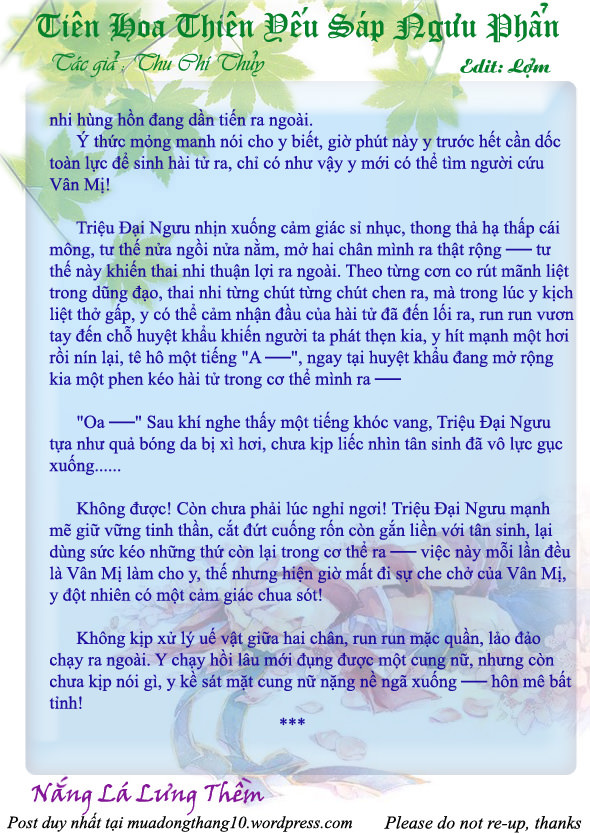 Tiên Hoa Thiên Yếu Sáp Ngưu Phẩn
Tác giả : Thu Chí Thủy
Edit: Lợm
nhi hùng hồn đang dần tiến ra ngoài.
Ý thức mỏng manh nói cho y biết, giờ phút này y trước hết cần dốc
toàn lực để sinh hài tử ra, chỉ có như vậy y mới có thể tìm người cứu
Vân Mị!
Triệu Đại Ngưu nhịn xuống cảm giác sỉ nhục, thong thả hạ thấp cái
mông, tư thế nửa ngồi nửa nằm, mở hai chân mình ra thật rộng —– tư
thế này khiến thai nhi thuận lợi ra ngoài. Theo từng cơn co rút mãnh liệt
trong dũng đạo, thai nhi từng chút từng chút chen ra, mà trong lúc y kịch
liệt thở gấp, y có thể cảm nhận đầu của hài tử đã đến lối ra, run run vươn
tay đến chỗ huyệt khẩu khiến người ta phát thẹn kia, y hít mạnh một hơi
rồi nín lại, tê hô một tiếng "A —–", ngay tại huyệt khẩu đang mở rộng
kia một phen kéo hài tử trong cơ thể mình ra —–
"Oa —–" Sau khí nghe thấy một tiếng khóc vang, Triệu Đại Ngưu
tựa như quả bóng da bị xì hơi, chưa kịp liếc nhìn tân sinh đã vô lực gục
xuống......
Không được! Còn chưa phải lúc nghỉ ngơi! Triệu Đại Ngưu mạnh
mẽ giữ vững tinh thần, cắt đứt cuống rốn còn gắn liền với tân sinh, lại
dùng sức kéo những thứ còn lại trong cơ thể ra —– việc này mỗi lần đều
là Vân Mị làm cho y, thế nhưng hiện giờ mất đi sự che chở của Vân Mị,
y đột nhiên có một cảm giác chua sót!
Không kịp xử lý uế vật giữa hai chân, run run mặc quần, lảo đảo
chạy ra ngoài. Y chạy hồi lâu mới đụng được một cung nữ, nhưng còn
chưa kịp nói gì, y kề sát mặt cung nữ nặng nề ngã xuống —– hôn mê bất
tỉnh!
***
Nắng Lá Lưng Thềm
Post duy nhất tại muadongthang10.wordpress.com
Please do not re-up, thanks